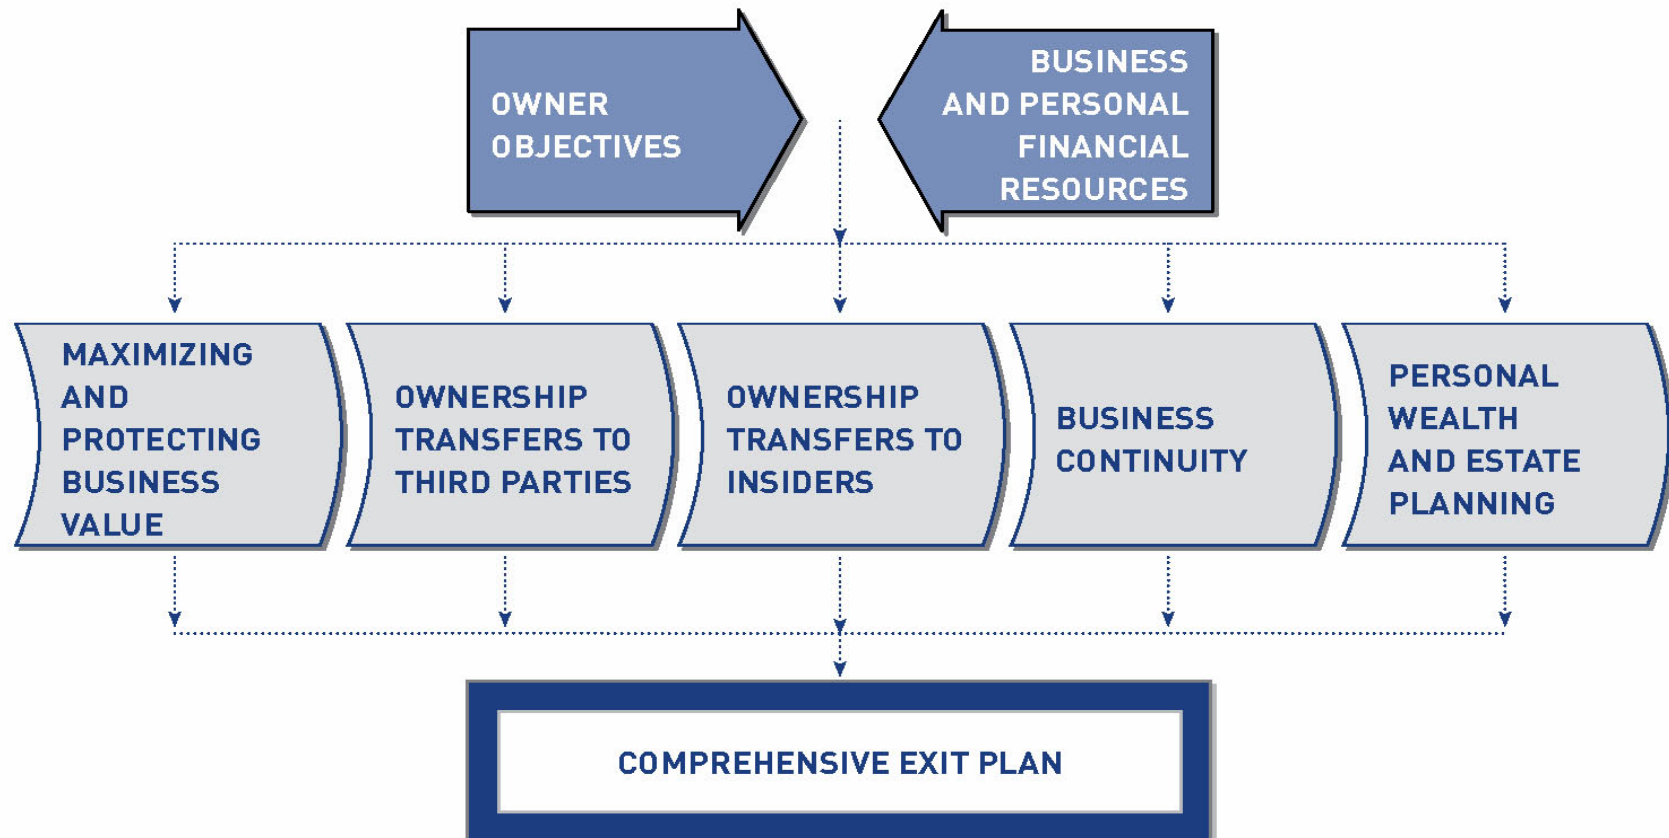 OWNER
OBJECTIVES
BUSINESS
AND PERSONAL
FINANCIAL
RESOURCES
MAXIMIZING
AND
PROTECTING
BUSINESS
VALUE
OWNERSHIP
TRANSFERS TO
THIRD PARTIES
OWNERSHIP
TRANSFERS TO
INSIDERS
BUSINESS
CONTINUITY
PERSONAL
WEALTH
AND ESTATE
PLANNING
COMPREHENSIVE EXIT PLAN